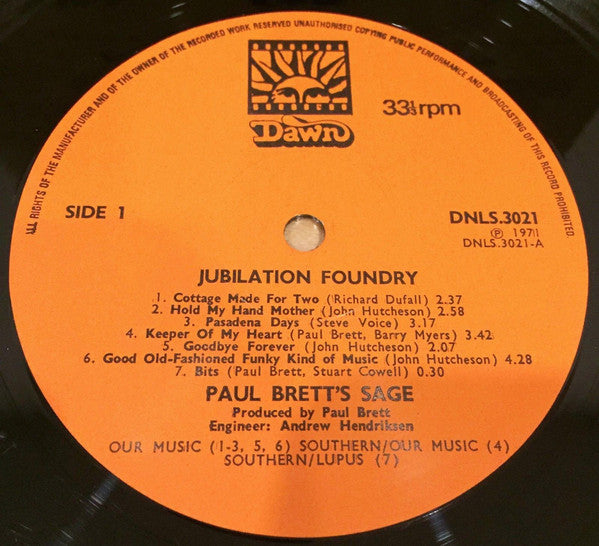 ALL RIGHTS OF THE MANUFACTURER AND OF THE OWNER OF THE RECORDED WORK RESERVED UNAUTHORISED COPYING PUBLIC PERFORMANCE AND BROADCASTING OF THIS RECORD PROHIBITED.
Dawn
33⅓rpm
SIDE 1
DNLS.3021
Ⓟ 1971
DNLS.3021-A
JUBILATION FOUNDRY
1. Cottage Made For Two (Richard Dufall) 2.37
2. Hold My Hand Mother (John Hutcheson) 2.58
3. Pasadena Days (Steve Voice) 3.17
4. Keeper Of My Heart (Paul Brett, Barry Myers) 3.42
5. Goodbye Forever (John Hutcheson) 2.07
6. Good Old-Fashioned Funky Kind of Music (John Hutcheson) 4.28
7. Bits (Paul Brett, Stuart Cowell) 0.30
PAUL BRETT'S SAGE
Produced by Paul Brett
Engineer: Andrew Hendriksen
OUR MUSIC (1-3, 5, 6) SOUTHERN/OUR MUSIC (4)
SOUTHERN/LUPUS (7)